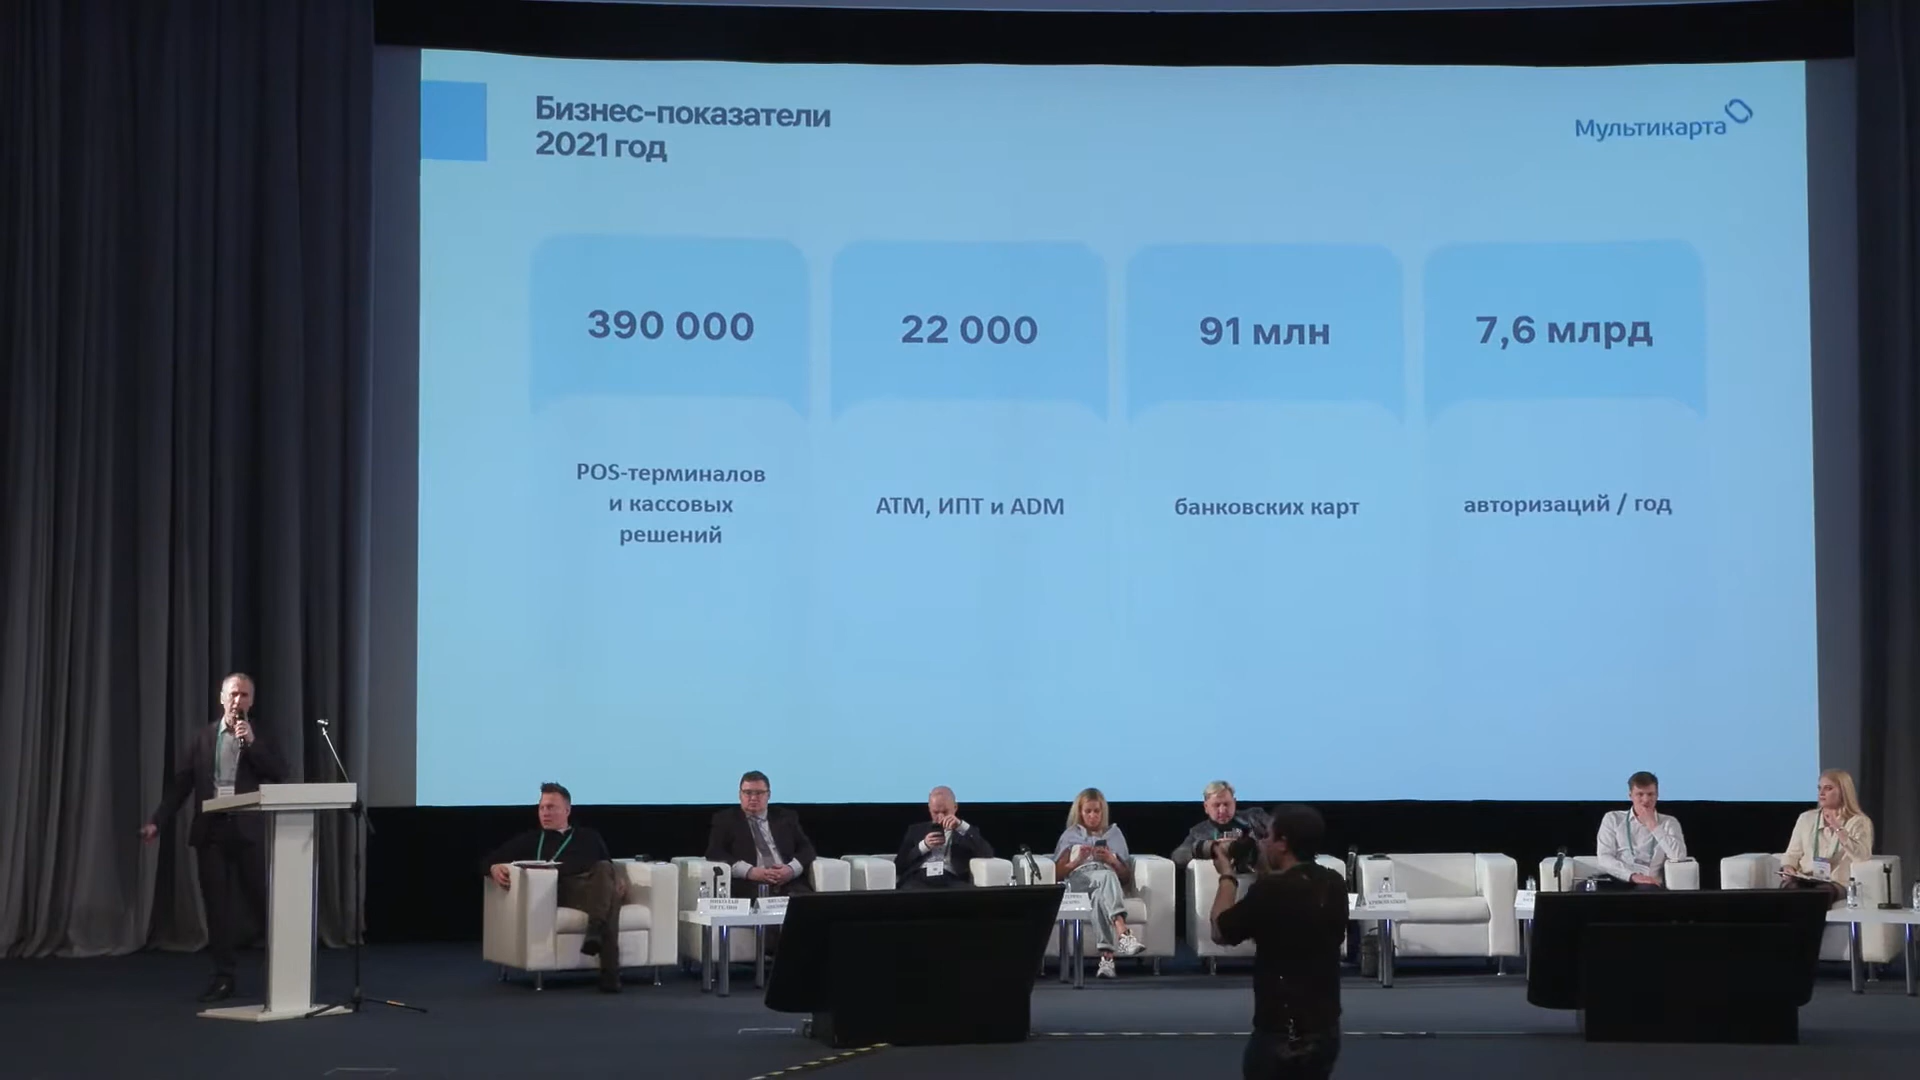 Бизнес-показатели
2021 год
Мультикарта
390 000
22 000
91 млн
7,6 млрд
POS-терминалов
и кассовых
решений
ATM, ИПТ и ADM
банковских карт
авторизаций / год
НИКОЛАЙ